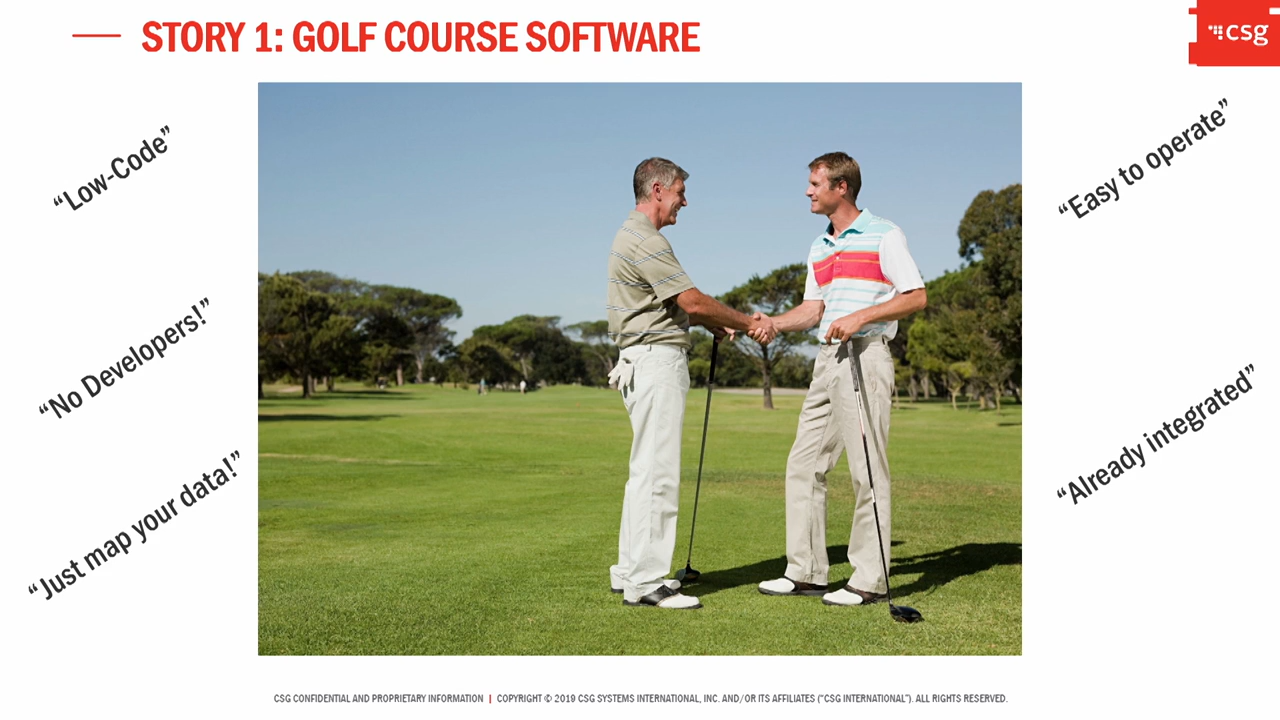 STORY 1: GOLF COURSE SOFTWARE
csg
“Low-Code”
“Easy to operate”
“No Developers!”
“Already integrated”
“Just map your data!”
CSG CONFIDENTIAL AND PROPRIETARY INFORMATION | COPYRIGHT © 2019 CSG SYSTEMS INTERNATIONAL, INC. AND/OR ITS AFFILIATES (“CSG INTERNATIONAL”). ALL RIGHTS RESERVED.